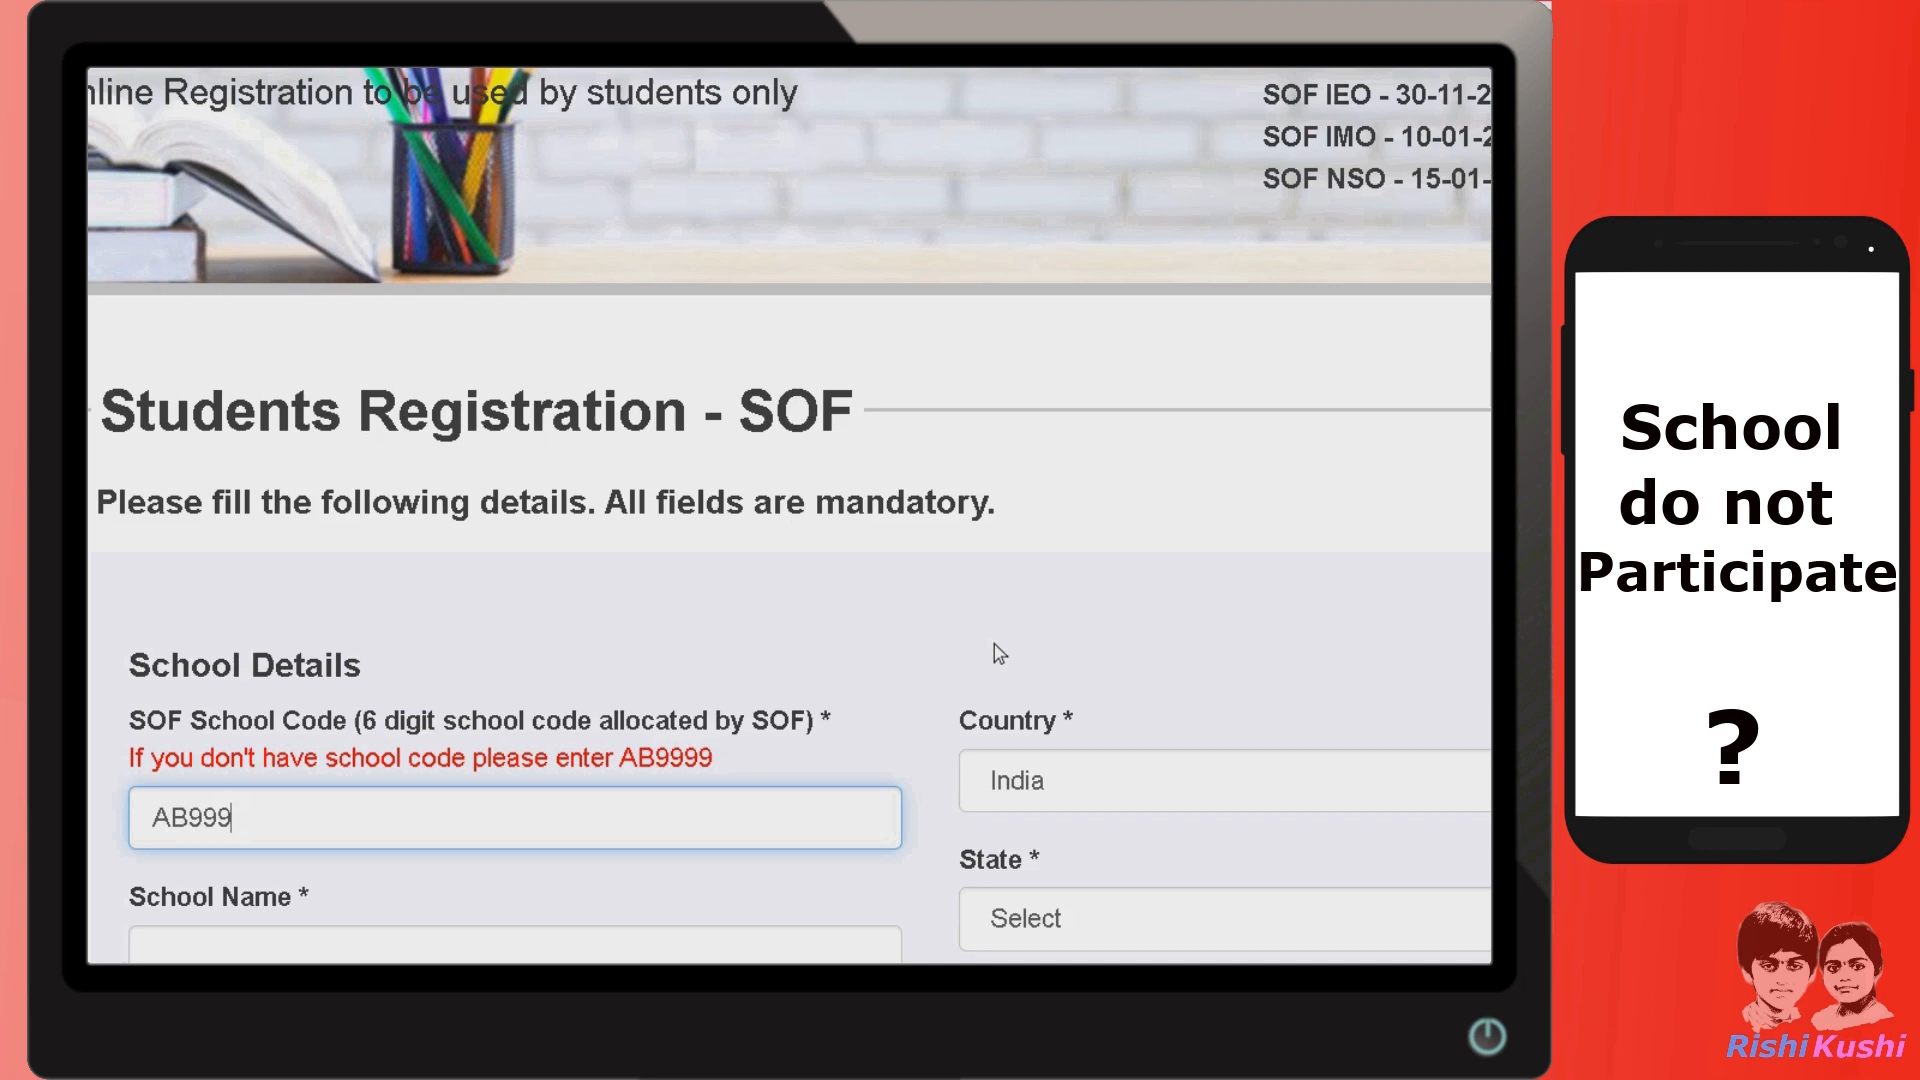 nline Registration to be used by students only
SOF IEO - 30-11-2
SOF IMO - 10-01-2
SOF NSO - 15-01-
Students Registration - SOF
Please fill the following details. All fields are mandatory.
School Details
SOF School Code (6 digit school code allocated by SOF) *
If you don't have school code please enter AB9999
AB999
School Name *
Country *
India
State *
Select
School
do not
Participate
?
RishiKushi